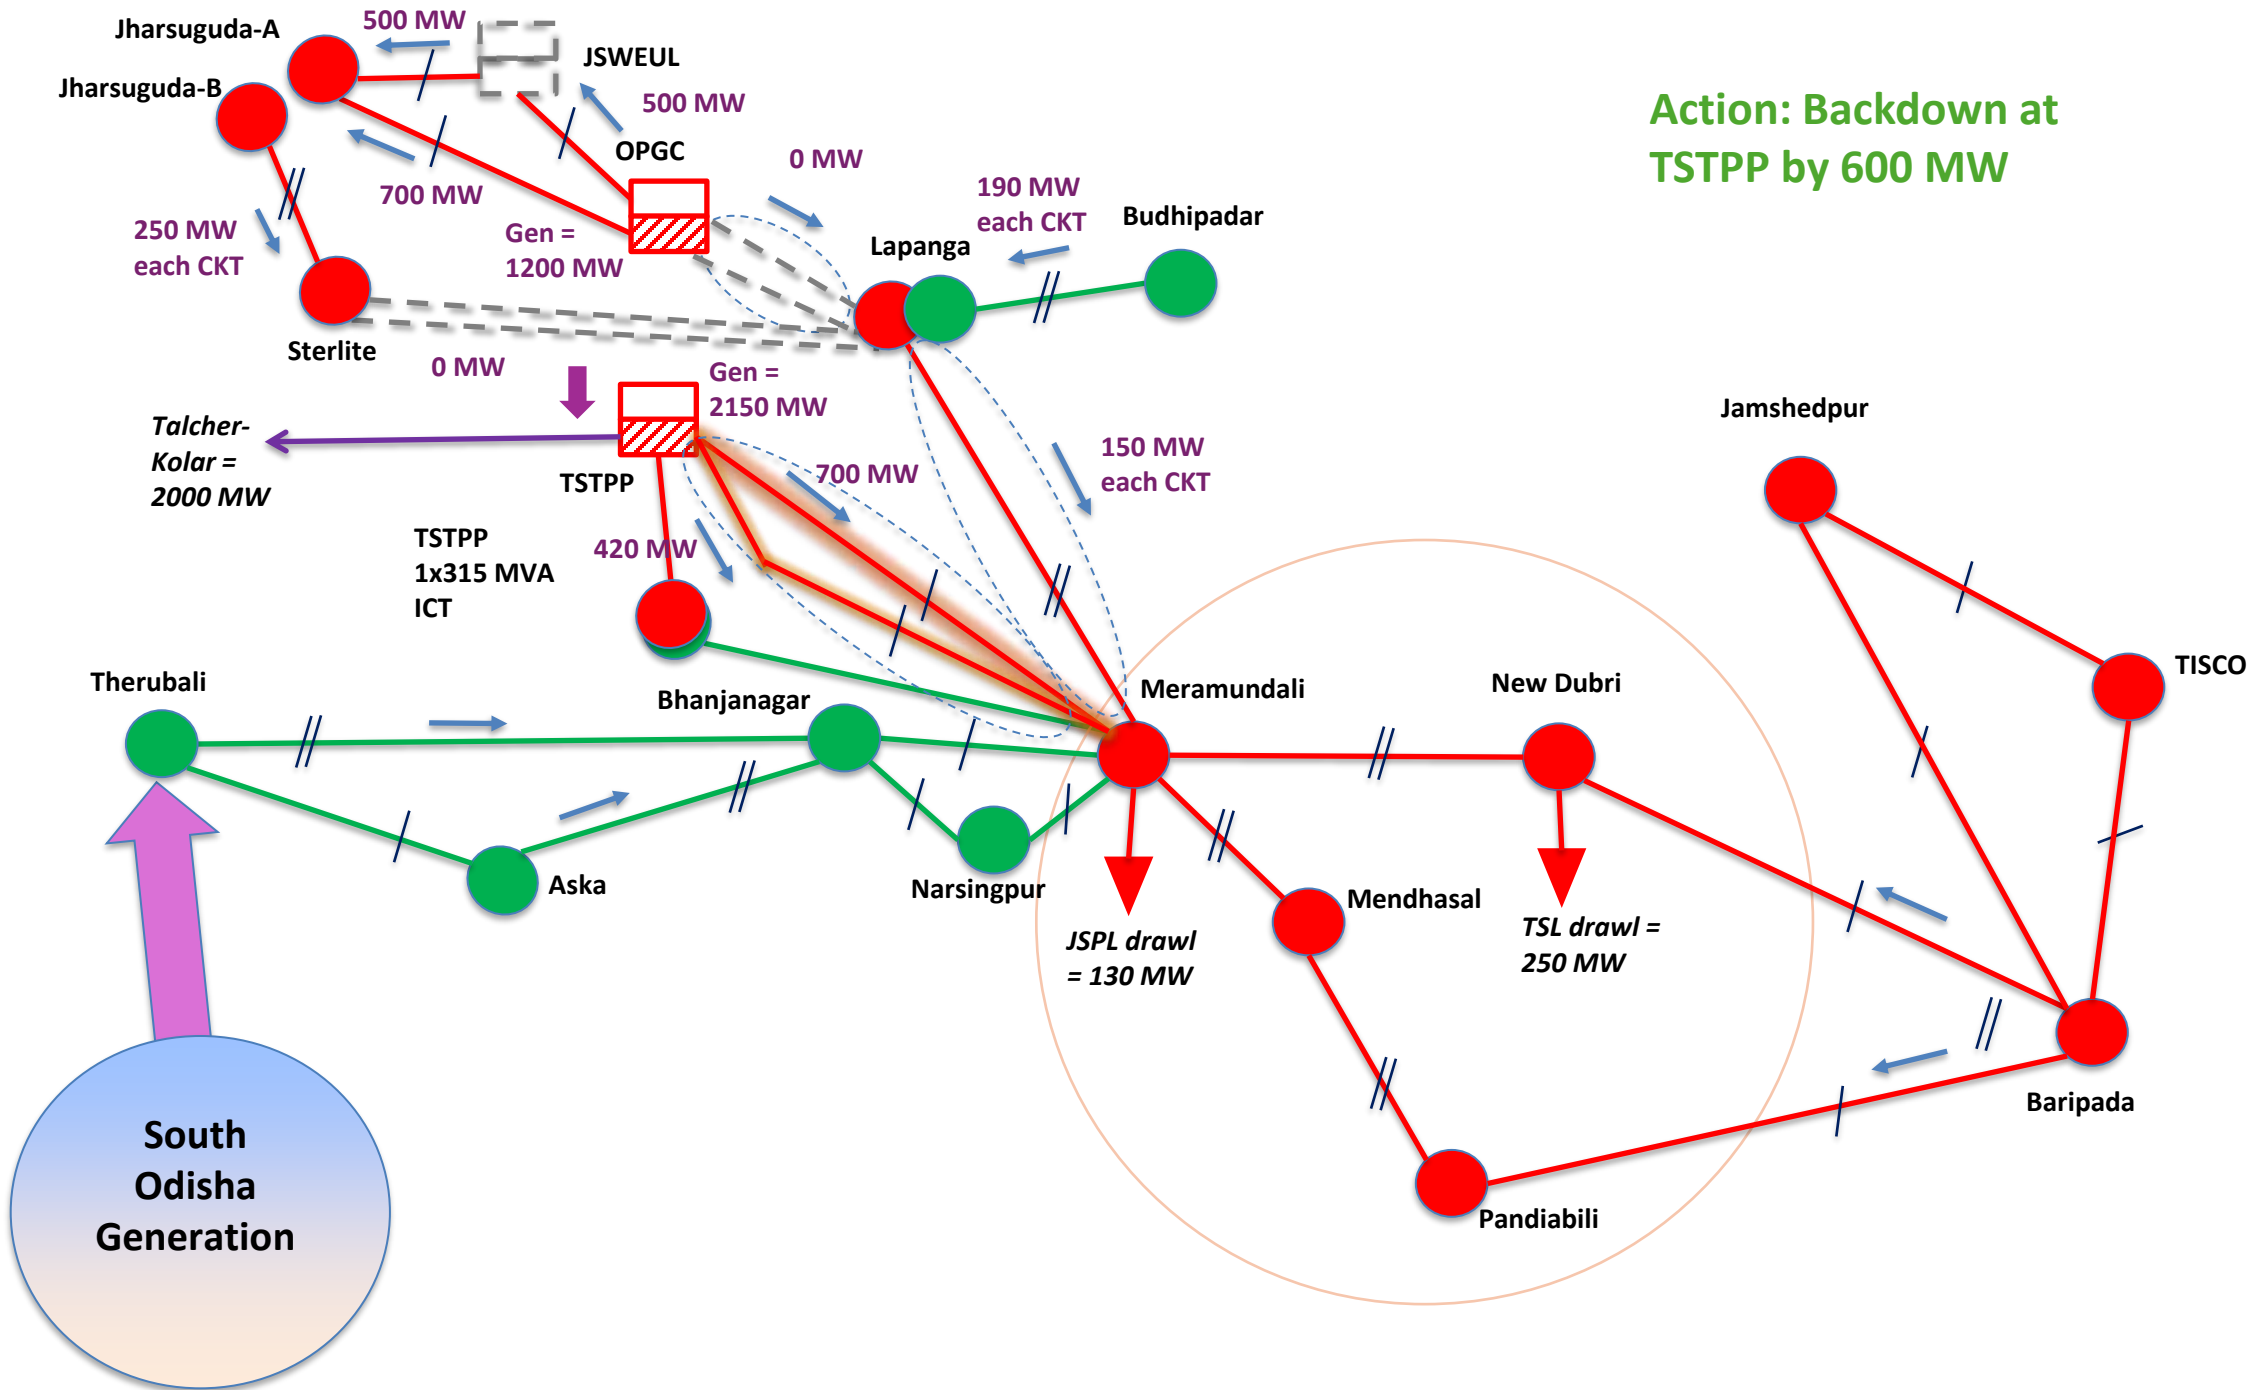 500 MW
Jharsuguda-A
JSWEUL
Jharsuguda-B
500 MW
Action: Backdown at
TSTPP by 600 MW
OPGC
0 MW
700 MW
190 MW
each CKT
Budhipadar
250 MW
each CKT
Gen =
1200 MW
Lapanga
Sterlite
0 MW
Gen =
2150 MW
Jamshedpur
Talcher-
Kolar =
2000 MW
TSTPP
700 MW
150 MW
each CKT
TSTPP
1x315 MVA
ICT
420 MW
Therubali
Bhanjanagar
Meramundali
New Dubri
TISCO
Aska
Narsingpur
Mendhasal
JSPL drawl
= 130 MW
TSL drawl =
250 MW
Baripada
South
Odisha
Generation
Pandiabili